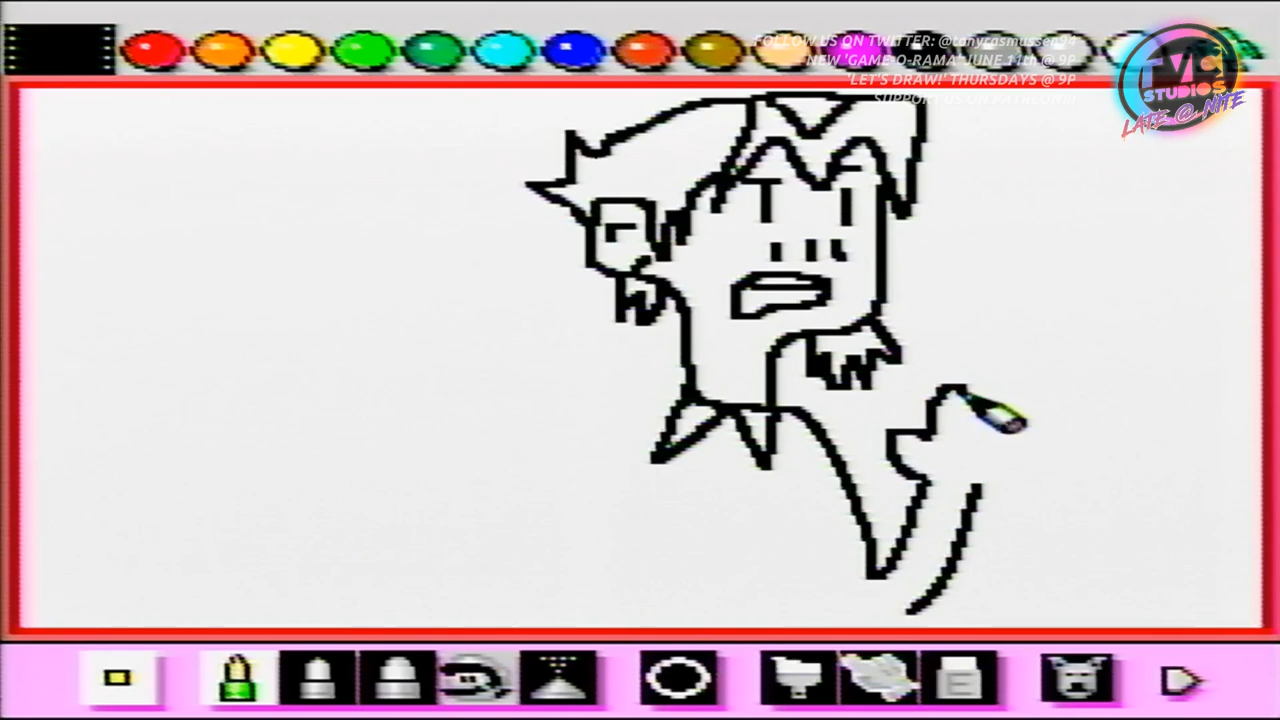 FOLLOW US ON TWITTER: @tonyrasmussen94
NEW 'GAME-O-RAMA' JUNE 11th @ 9P
'LET'S DRAW!' THURSDAYS @ 9P
SUPPORT US ON PATREON!!!
TVC
STUDIOS
LATE @ NITE